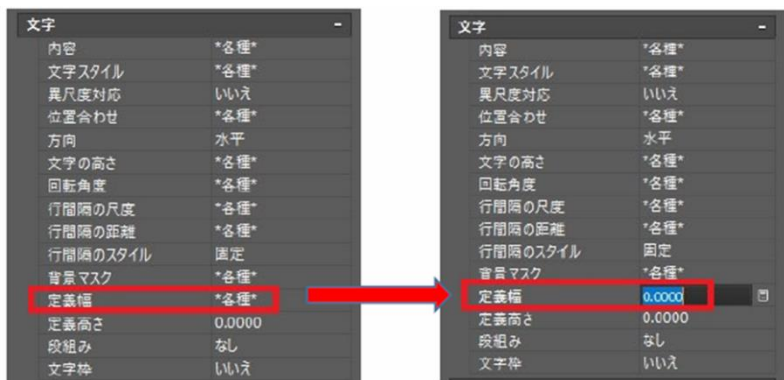 文字 -
内容 *各種*
文字スタイル *各種*
異尺度対応 いいえ
位置合わせ *各種*
方向 水平
文字の高さ *各種*
回転角度 *各種*
行間隔の尺度 *各種*
行間隔の距離 *各種*
行間隔のスタイル 固定
背景マスク *各種*
定義幅 *各種*
定義高さ 0.0000
段組み なし
文字枠 いいえ
文字 -
内容 *各種*
文字スタイル *各種*
異尺度対応 いいえ
位置合わせ *各種*
方向 水平
文字の高さ *各種*
回転角度 *各種*
行間隔の尺度 *各種*
行間隔の距離 *各種*
行間隔のスタイル 固定
背景マスク *各種*
定義幅 0.0000
定義高さ 0.0000
段組み なし
文字枠 いいえ